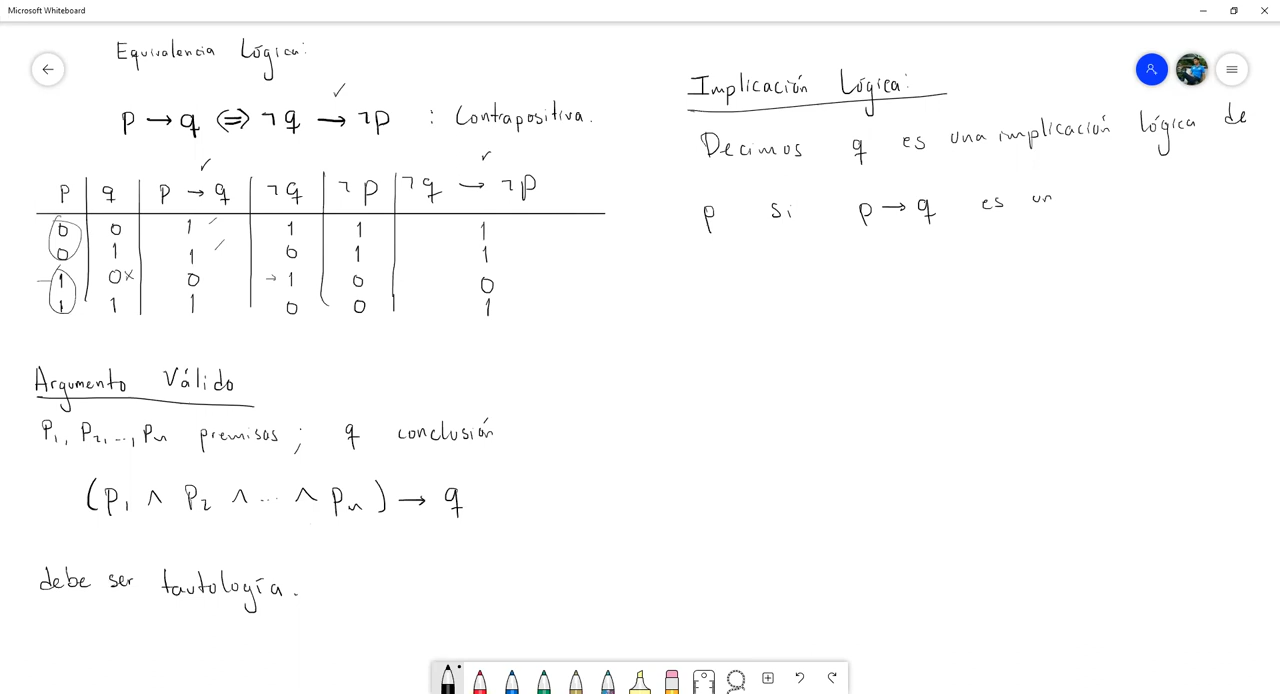 Microsoft Whiteboard
Equivalencia Lógica:
p → q ⟺ ¬q → ¬p : Contrapositiva.
p q p → q ¬q ¬p ¬q → ¬p
0 0 1 1 1 1
0 1 1 0 1 1
1 0 0 1 0 0
1 1 1 0 0 1
Argumento Válido
P₁, P₂,..., Pₙ premisas; q conclusión
(P₁ ∧ P₂ ∧ ... ∧ Pₙ) → q
debe ser tautología.
Implicación Lógica:
Decimos q es una implicación lógica de
p si p → q es un